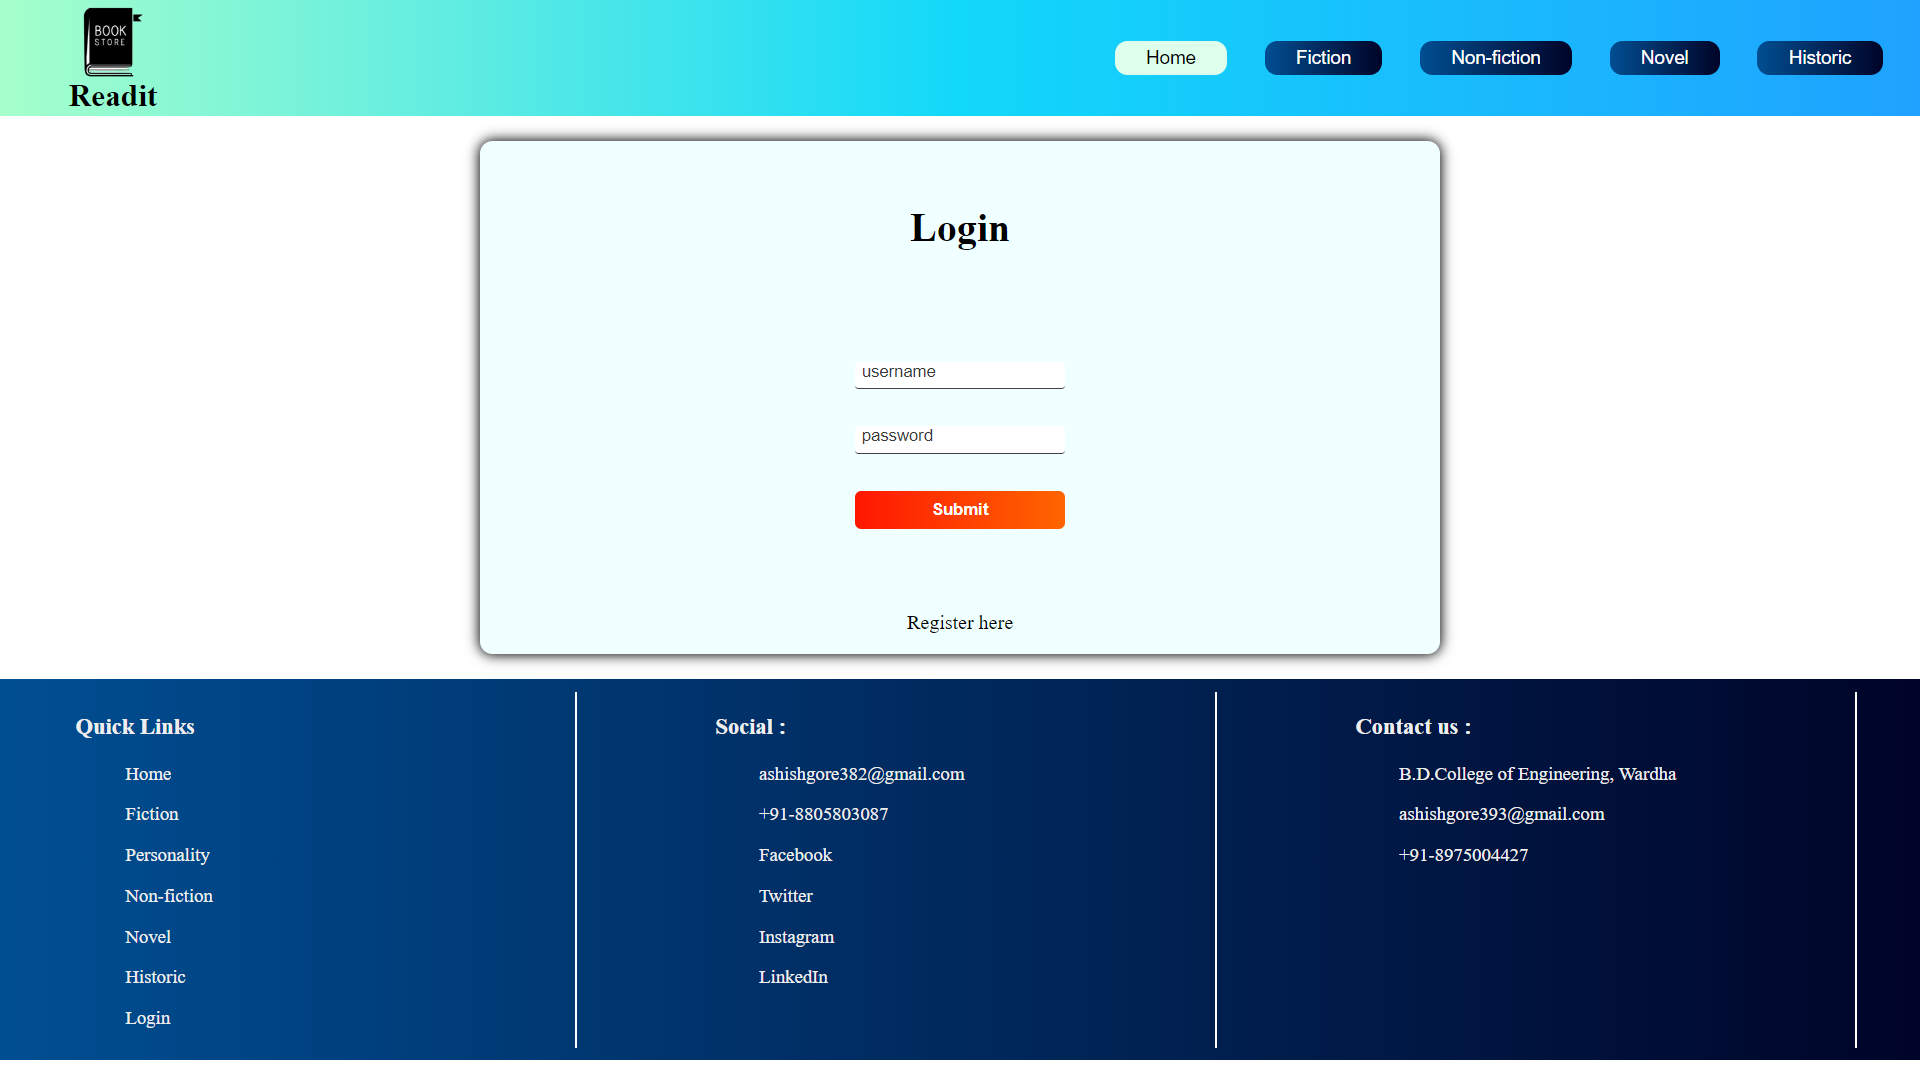 BOOK
STORE
Readit
Home
Fiction
Non-fiction
Novel
Historic
Login
username
password
Submit
Register here
Quick Links
Home
Fiction
Personality
Non-fiction
Novel
Historic
Login
Social :
ashishgore382@gmail.com
+91-8805803087
Facebook
Twitter
Instagram
LinkedIn
Contact us :
B.D.College of Engineering, Wardha
ashishgore393@gmail.com
+91-8975004427